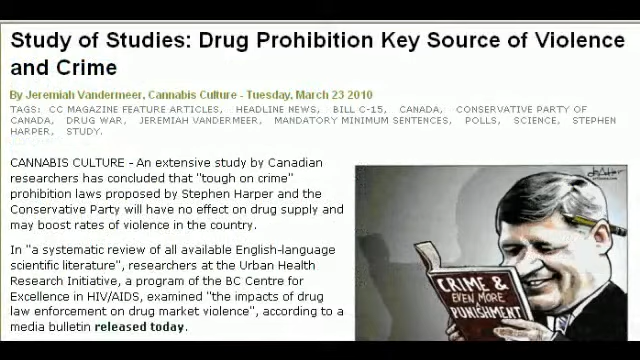 Study of Studies: Drug Prohibition Key Source of Violence
and Crime
By Jeremiah Vandermeer, Cannabis Culture - Tuesday, March 23 2010
TAGS: CC MAGAZINE FEATURE ARTICLES, HEADLINE NEWS, BILL C-15, CANADA, CONSERVATIVE PARTY OF
CANADA, DRUG WAR, JEREMIAH VANDERMEER, MANDATORY MINIMUM SENTENCES, POLLS, SCIENCE, STEPHEN
HARPER, STUDY.
CANNABIS CULTURE - An extensive study by Canadian
researchers has concluded that "tough on crime"
prohibition laws proposed by Stephen Harper and the
Conservative Party will have no effect on drug supply and
may boost rates of violence in the country.
In "a systematic review of all available English-language
scientific literature", researchers at the Urban Health
Research Initiative, a program of the BC Centre for
Excellence in HIV/AIDS, examined "the impacts of drug
law enforcement on drug market violence", according to a
media bulletin released today.
CRIME &
EVEN MORE
PUNISHMENT